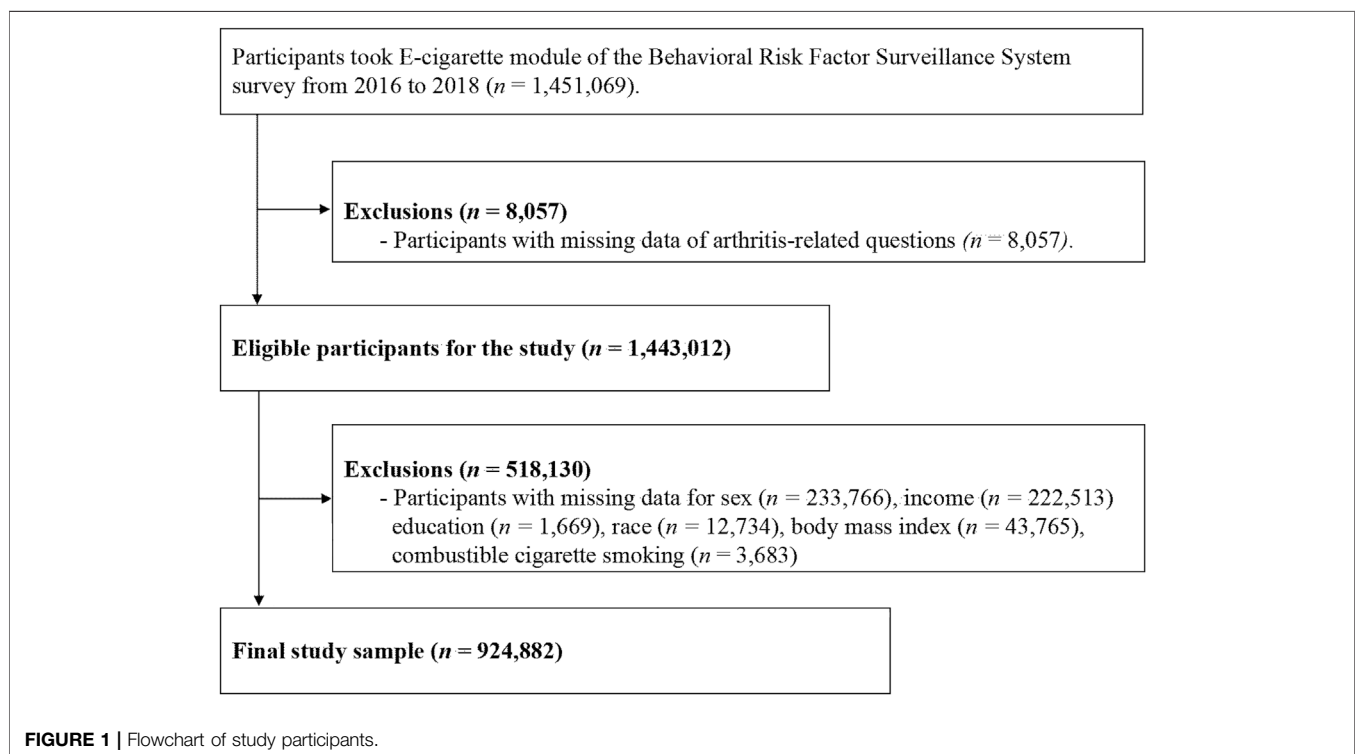 Participants took E-cigarette module of the Behavioral Risk Factor Surveillance System
survey from 2016 to 2018 (n = 1,451,069).
Exclusions (n = 8,057)
- Participants with missing data of arthritis-related questions (n = 8,057).
Eligible participants for the study (n = 1,443,012)
Exclusions (n = 518,130)
- Participants with missing data for sex (n = 233,766), income (n = 222,513)
education (n = 1,669), race (n = 12,734), body mass index (n = 43,765),
combustible cigarette smoking (n = 3,683)
Final study sample (n = 924,882)
FIGURE 1 | Flowchart of study participants.